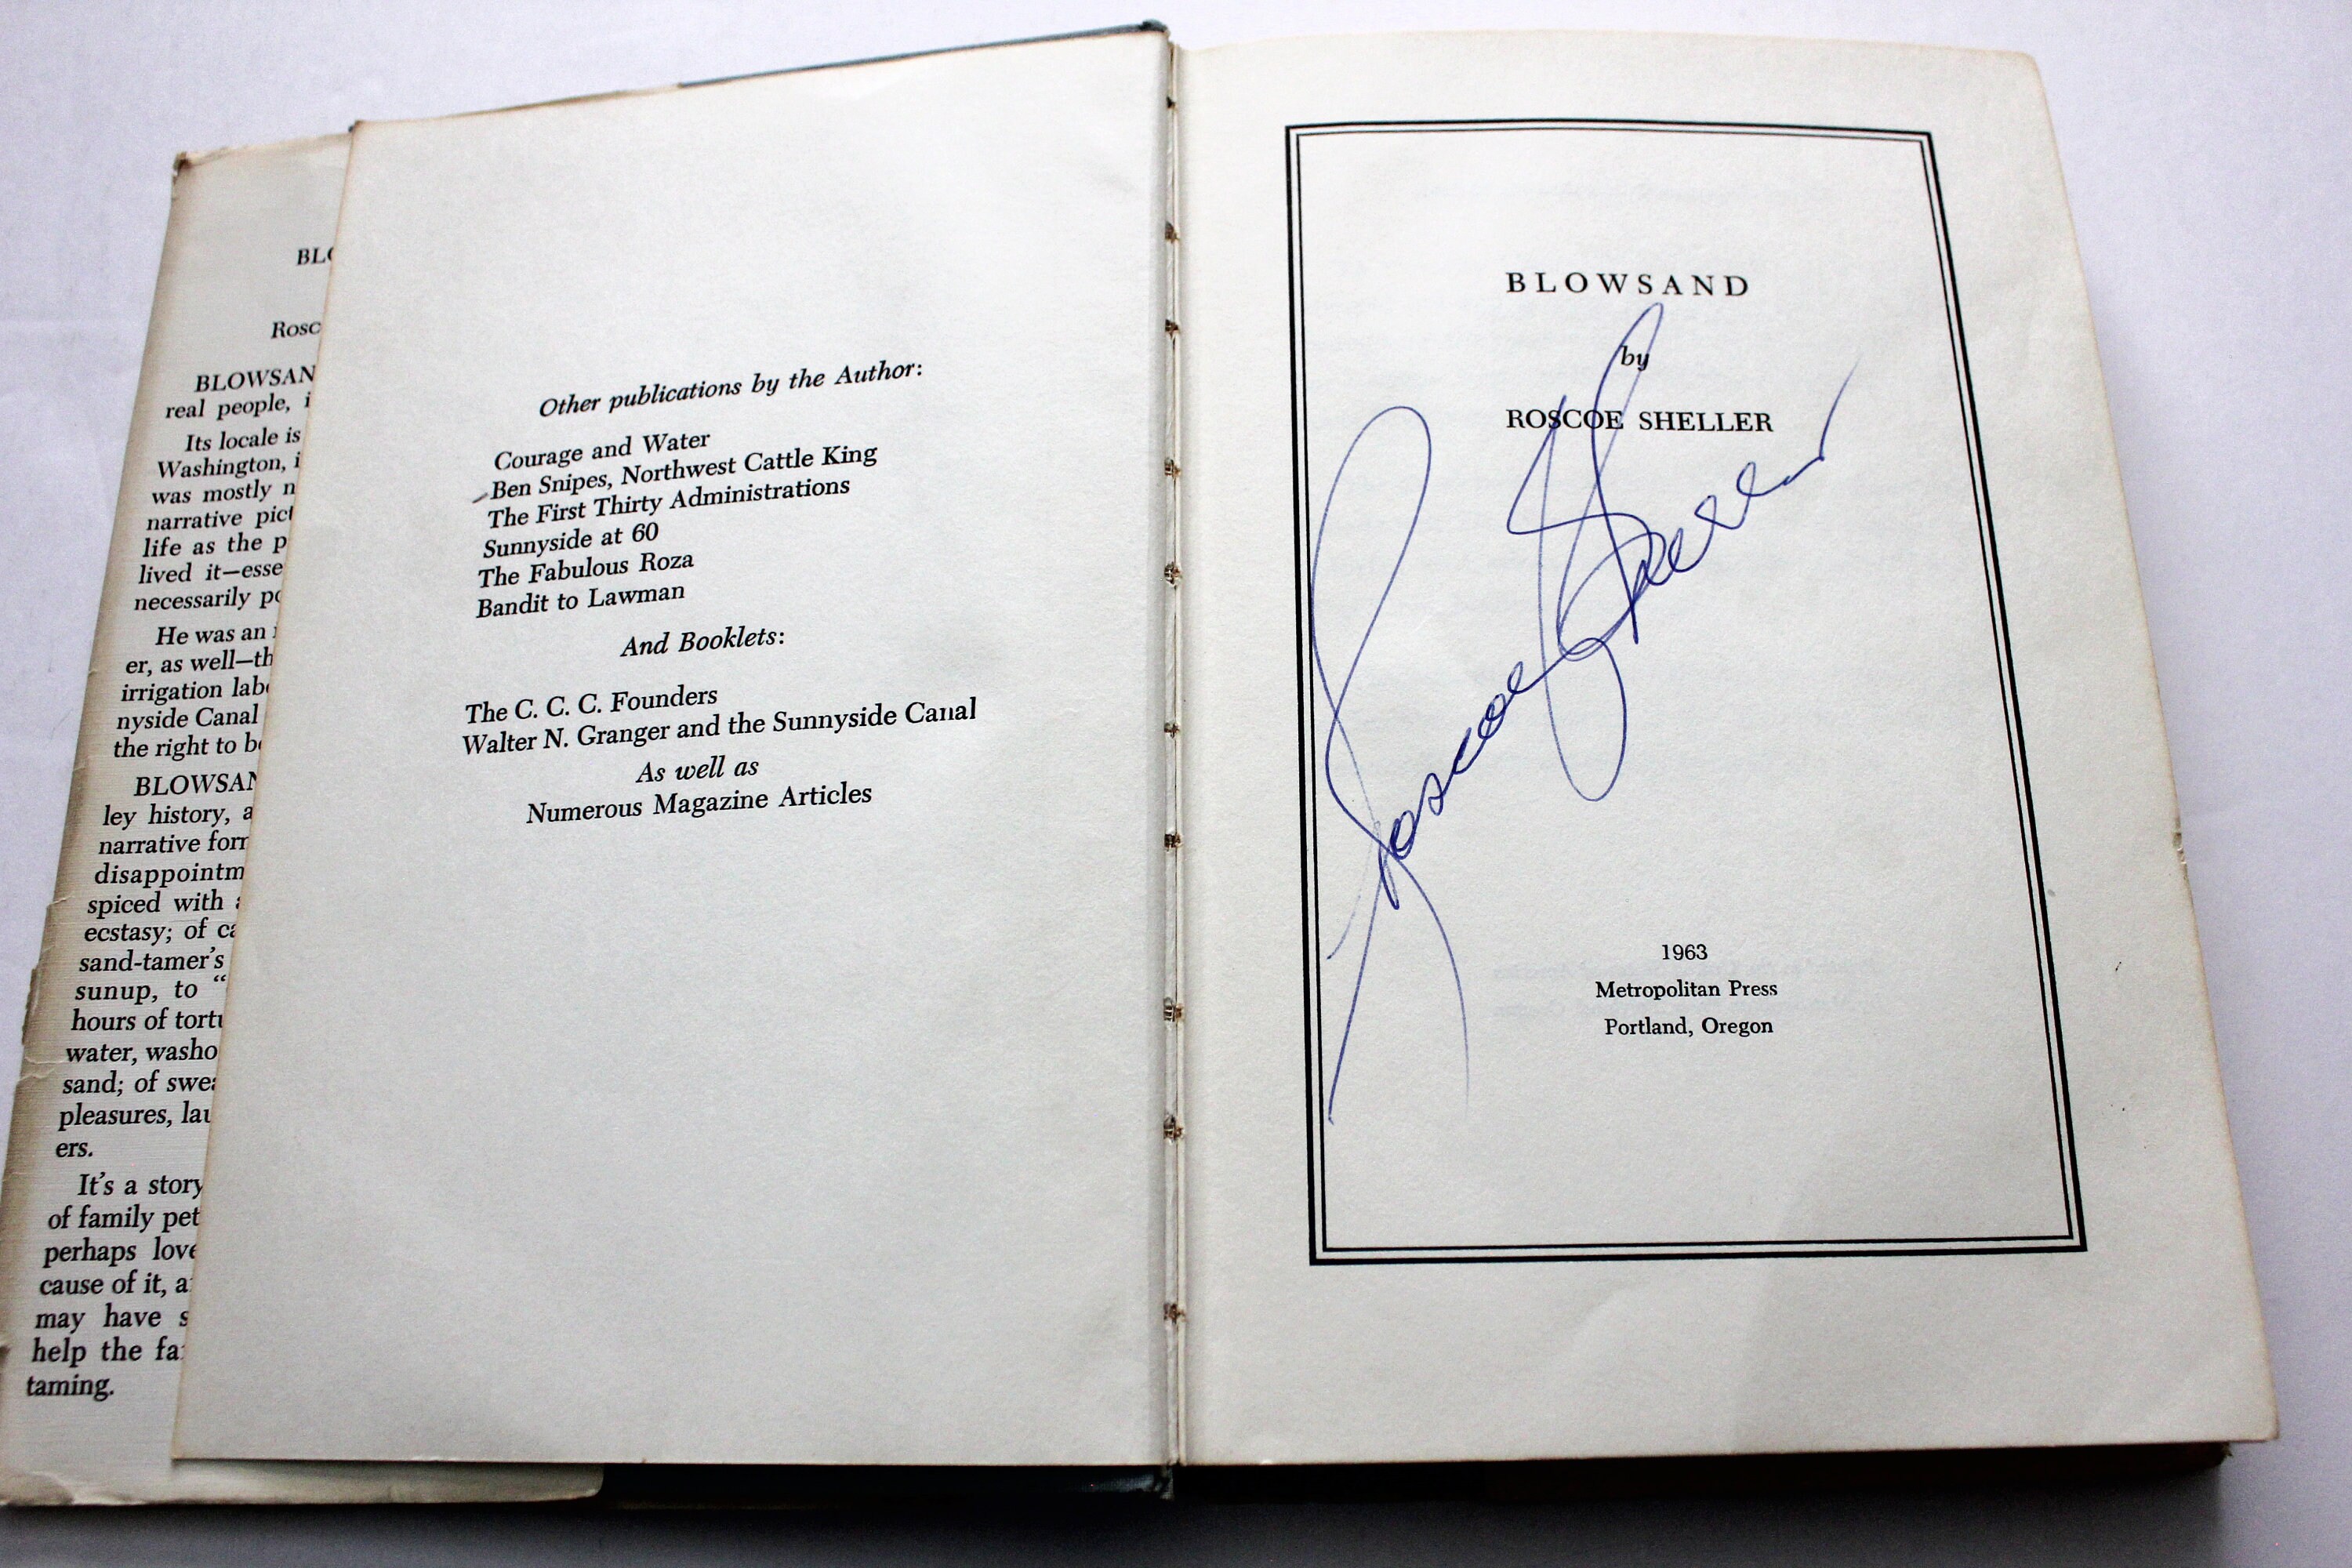 BLO
Rosc
BLOWSAN
real people, i
Its locale is
Washington, i
was mostly n
narrative pict
life as the p
lived it—esse
necessarily po
He was an
er, as well—th
irrigation labo
nyside Canal
the right to be
BLOWSAN
ley history, a
narrative form
disappointm
spiced with
ecstasy; of ca
sand-tamer's
sunup, to “
hours of tortu
water, washo
sand; of swea
pleasures, lau
ers.
It's a story
of family pet
perhaps love
cause of it, a
may have s
help the fa
taming.
Other publications by the Author:
Courage and Water
Ben Snipes, Northwest Cattle King
The First Thirty Administrations
Sunnyside at 60
The Fabulous Roza
Bandit to Lawman
And Booklets:
The C. C. C. Founders
Walter N. Granger and the Sunnyside Canal
As well as
Numerous Magazine Articles
BLOWSAND
by
ROSCOE SHELLER
Roscoe Sheller
1963
Metropolitan Press
Portland, Oregon